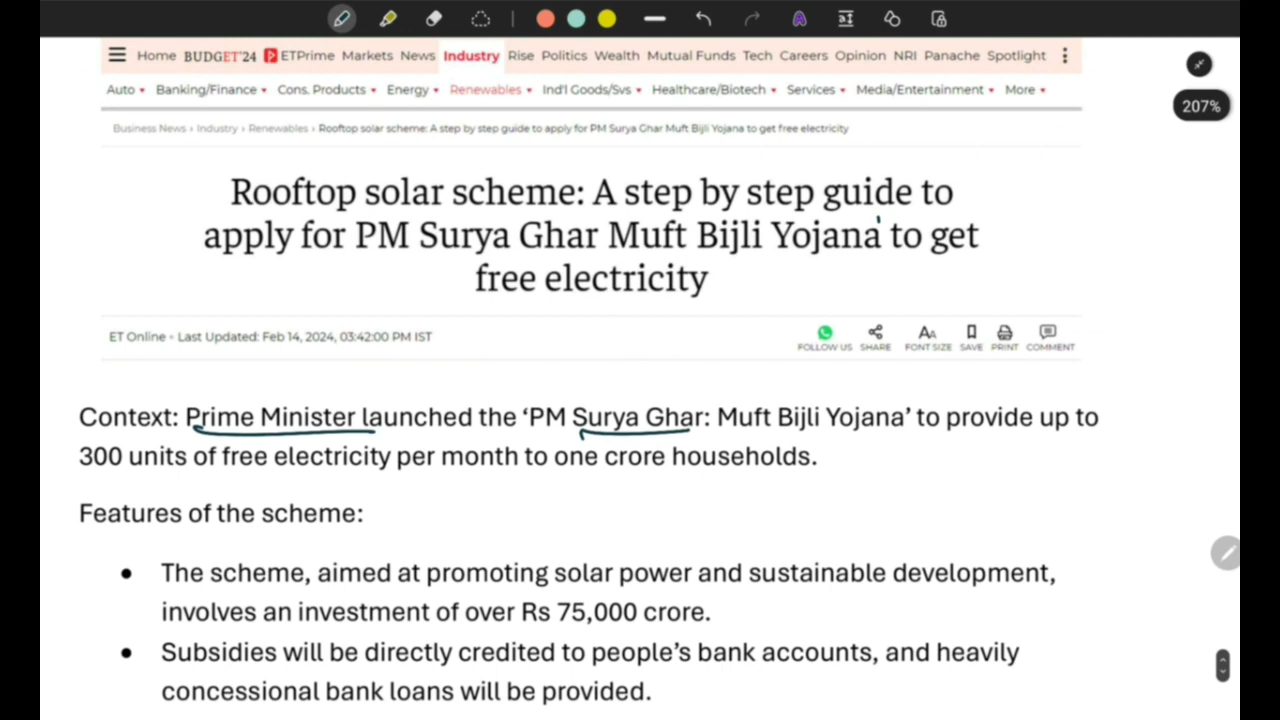 207%
Home BUDGET'24 ETPrime Markets News Industry Rise Politics Wealth Mutual Funds Tech Careers Opinion NRI Panache Spotlight
Auto Banking/Finance Cons. Products Energy Renewables Ind'l Goods/Svs Healthcare/Biotech Services Media/Entertainment More
Business News › Industry › Renewables › Rooftop solar scheme: A step by step guide to apply for PM Surya Ghar Muft Bijli Yojana to get free electricity
Rooftop solar scheme: A step by step guide to
apply for PM Surya Ghar Muft Bijli Yojana to get
free electricity
ET Online • Last Updated: Feb 14, 2024, 03:42:00 PM IST
FOLLOW US SHARE FONT SIZE SAVE PRINT COMMENT
Context: Prime Minister launched the ‘PM Surya Ghar: Muft Bijli Yojana’ to provide up to
300 units of free electricity per month to one crore households.
Features of the scheme:
• The scheme, aimed at promoting solar power and sustainable development,
involves an investment of over Rs 75,000 crore.
• Subsidies will be directly credited to people’s bank accounts, and heavily
concessional bank loans will be provided.